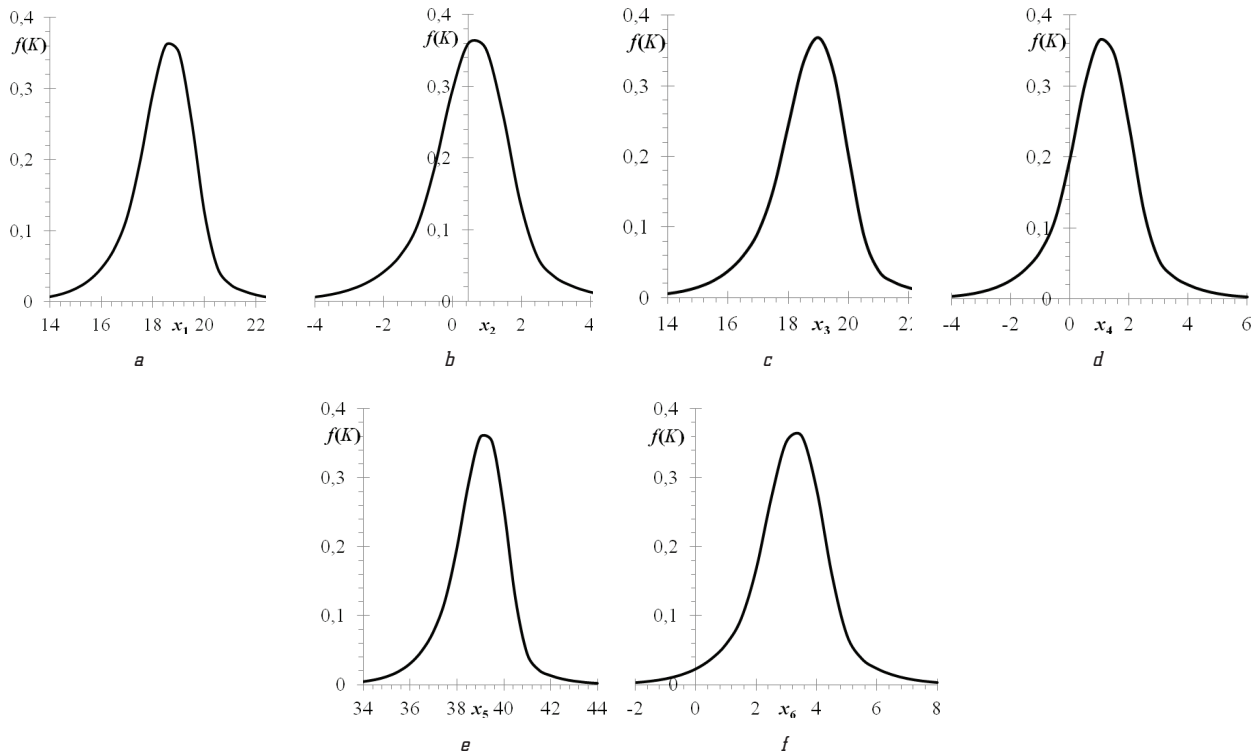 0,4
f(K)
0,3
0,2
0,1
0
14 16 18 x₁ 20 22
a
0,4
f(K)
0,3
0,2
0,1
0
-4 -2 0 x₂ 2 4
b
0,4
f(K)
0,3
0,2
0,1
0
14 16 18 x₃ 20 22
c
0,4
f(K)
0,3
0,2
0,1
0
-4 -2 0 x₄ 2 4 6
d
0,4
f(K)
0,3
0,2
0,1
0
34 36 38 x₅ 40 42 44
e
0,4
f(K)
0,3
0,2
0,1
0
-2 0 2 x₆ 4 6 8
f